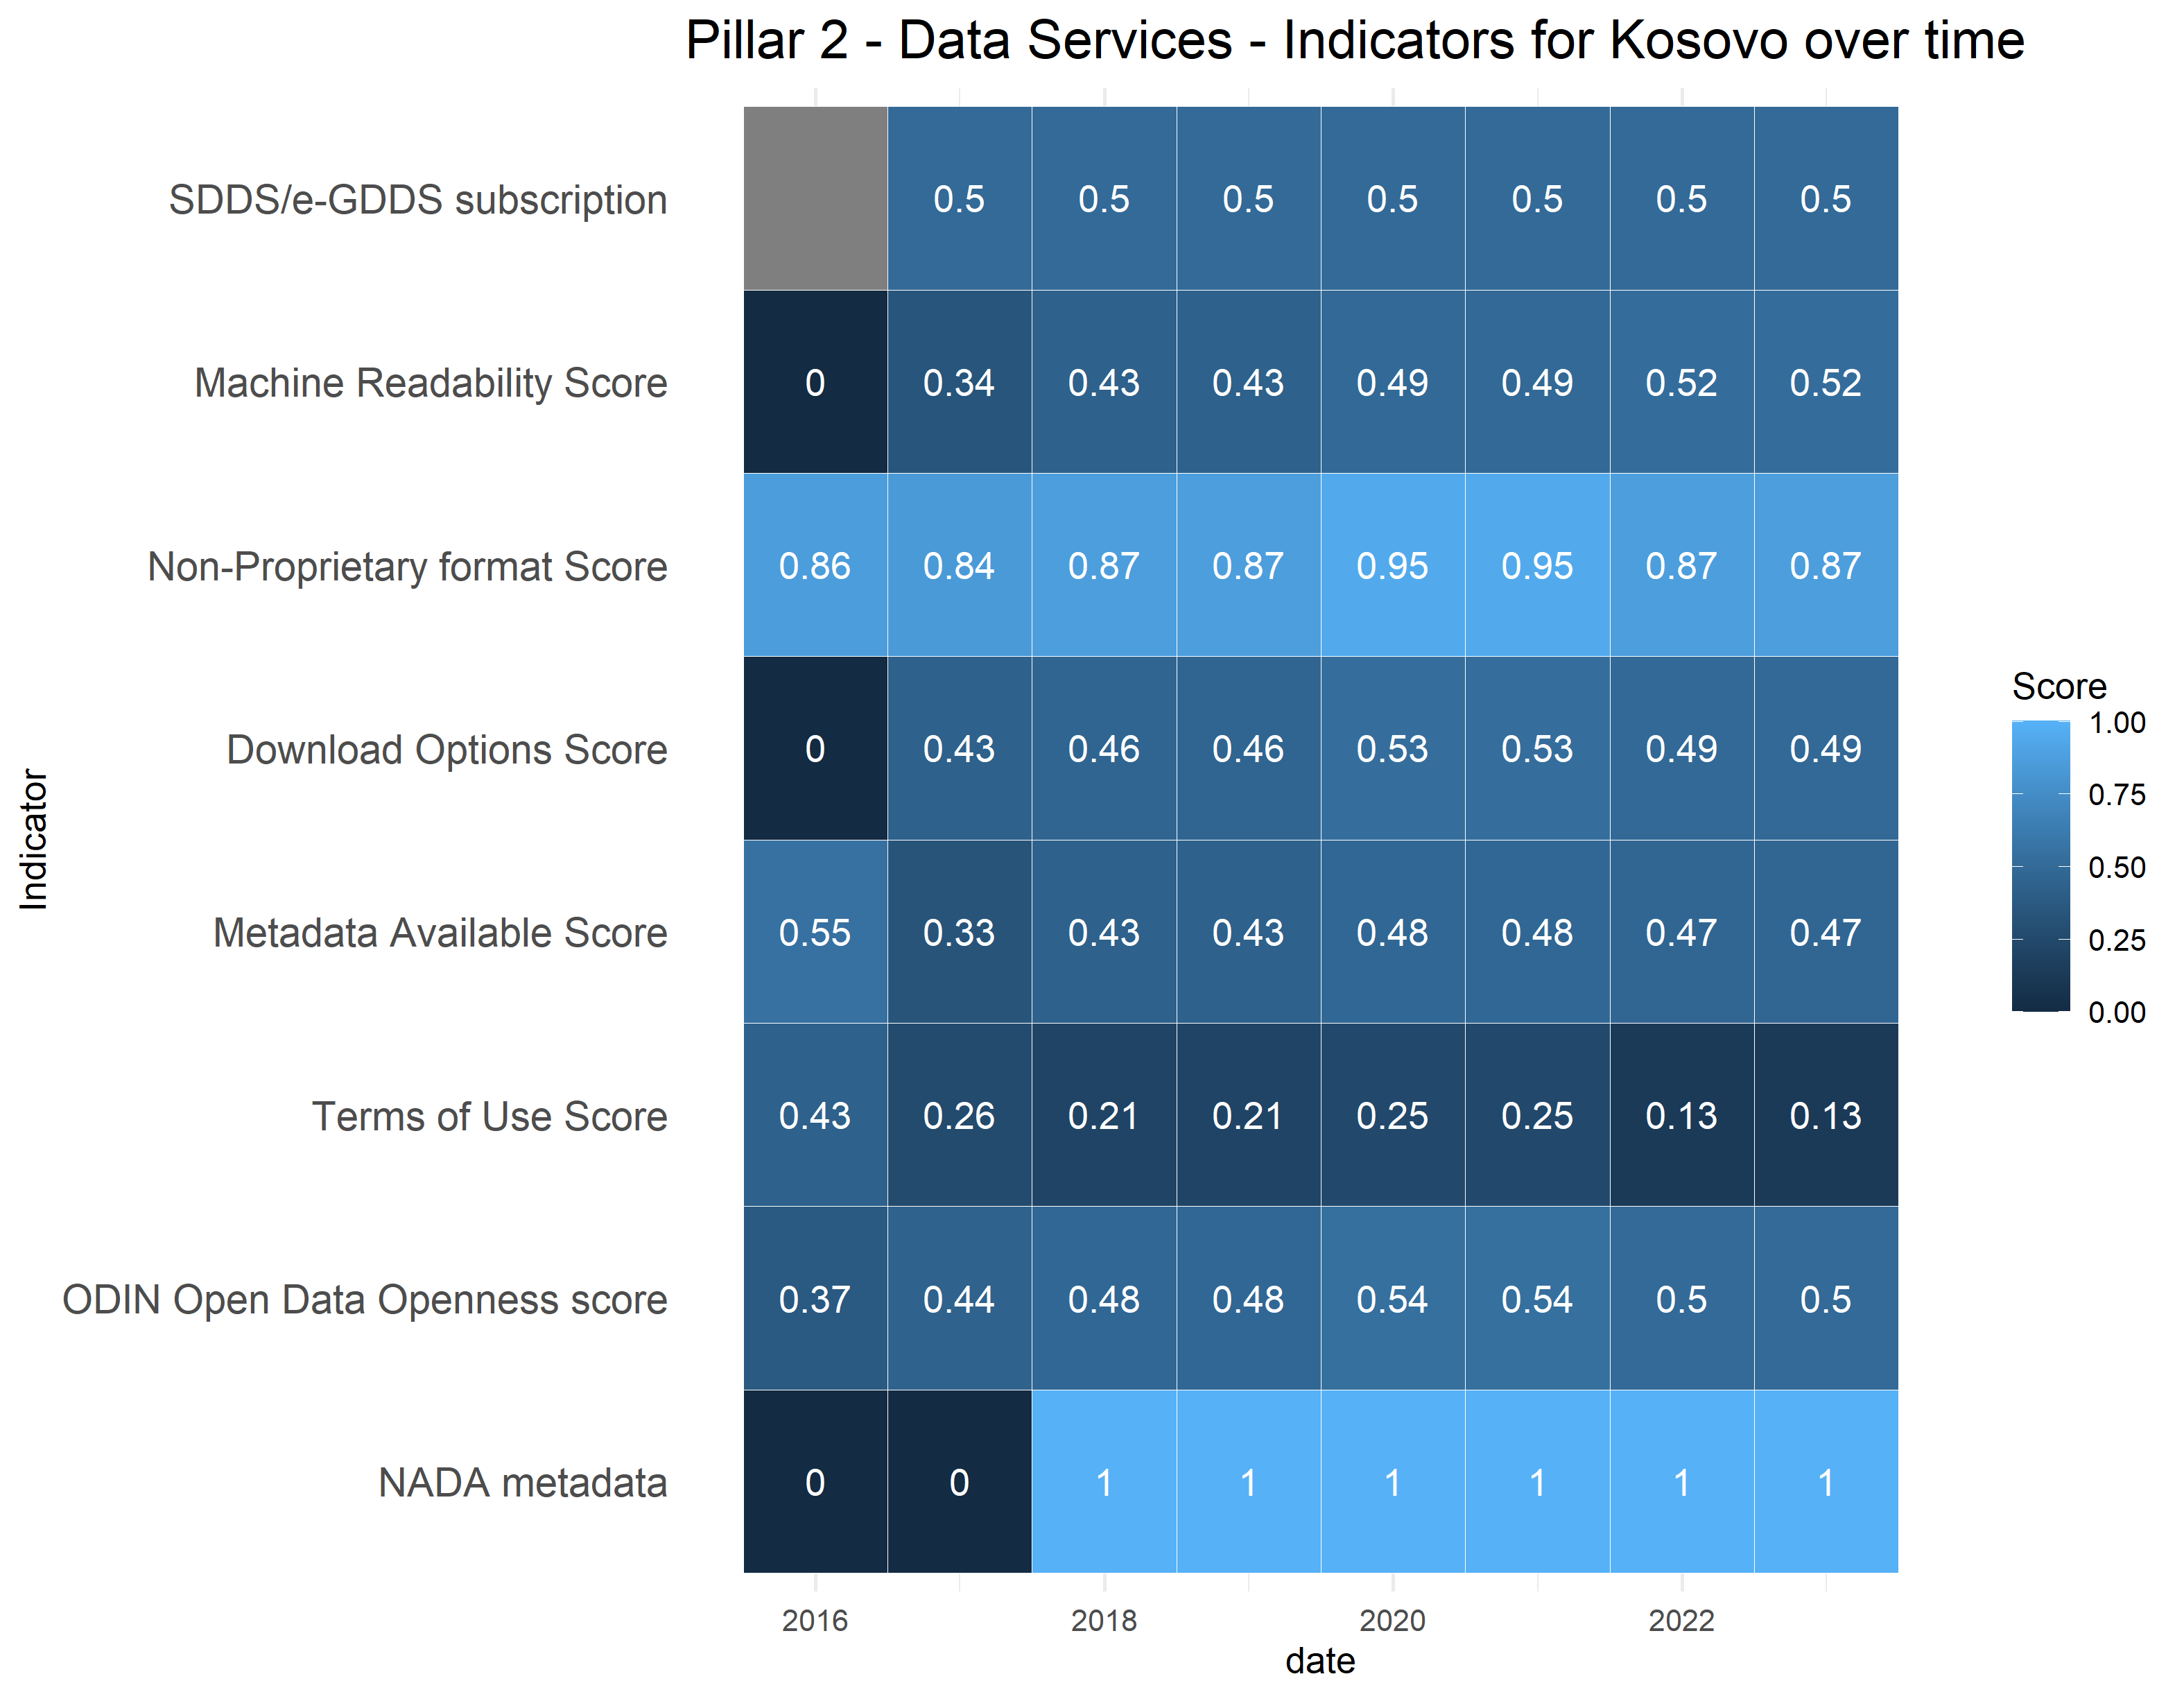 Pillar 2 - Data Services - Indicators for Kosovo over time
SDDS/e-GDDS subscription 0.5 0.5 0.5 0.5 0.5 0.5 0.5
Machine Readability Score 0 0.34 0.43 0.43 0.49 0.49 0.52 0.52
Non-Proprietary format Score 0.86 0.84 0.87 0.87 0.95 0.95 0.87 0.87
Download Options Score 0 0.43 0.46 0.46 0.53 0.53 0.49 0.49
Metadata Available Score 0.55 0.33 0.43 0.43 0.48 0.48 0.47 0.47
Terms of Use Score 0.43 0.26 0.21 0.21 0.25 0.25 0.13 0.13
ODIN Open Data Openness score 0.37 0.44 0.48 0.48 0.54 0.54 0.5 0.5
NADA metadata 0 0 1 1 1 1 1 1
2016 2018 2020 2022
date
Indicator
Score
1.00
0.75
0.50
0.25
0.00